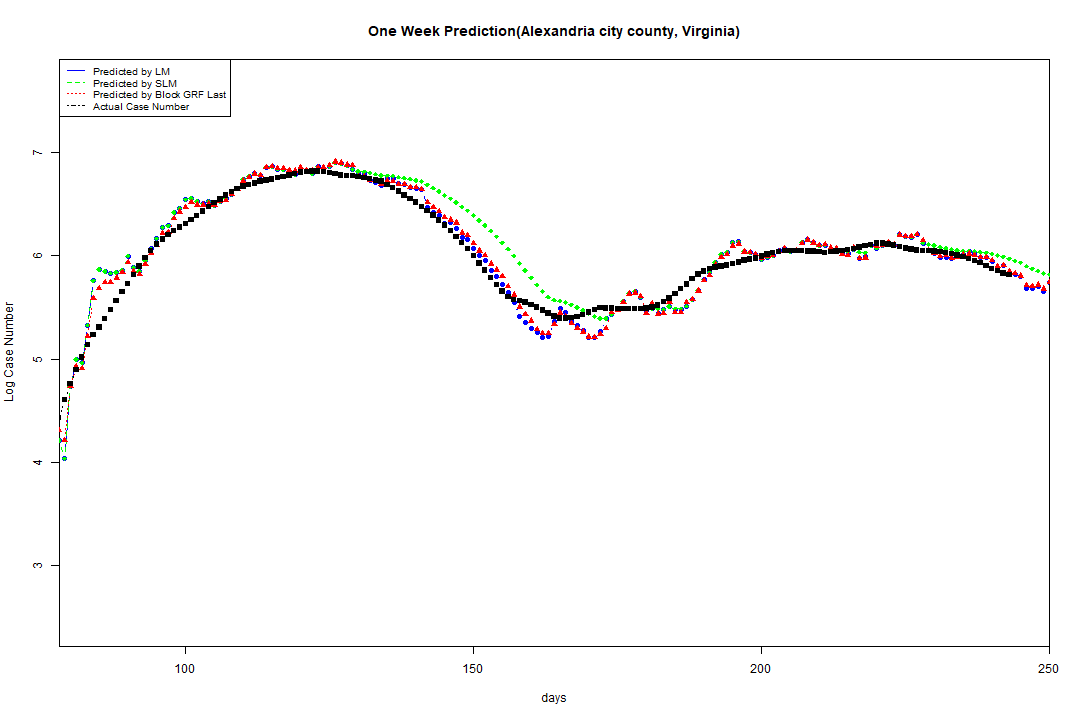 One Week Prediction(Alexandria city county, Virginia)
Predicted by LM
Predicted by SLM
Predicted by Block GRF Last
Actual Case Number
7
6
5
4
3
Log Case Number
100 150 200 250
days